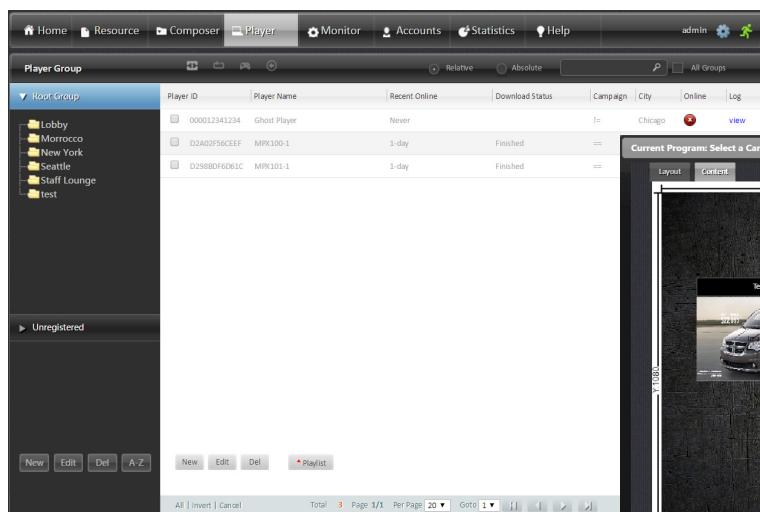 Home Resource Composer Player Monitor Accounts Statistics Help admin
Player Group Relative Absolute All Groups
Root Group
Lobby
Morrocco
New York
Seattle
Staff Lounge
test
Unregistered
New Edit Del A-Z
Player ID Player Name Recent Online Download Status Campaign City Online Log
000012341234 Ghost Player Never != Chicago view
D2A02F56CEEF MPX100-1 1-day Finished ==
D298BDF6D61C MPX101-1 1-day Finished ==
Current Program: Select a Car
Layout Content
Te
Y 1080
New Edit Del Playlist
All | Invert | Cancel Total 3 Page 1/1 Per Page 20 Goto 1